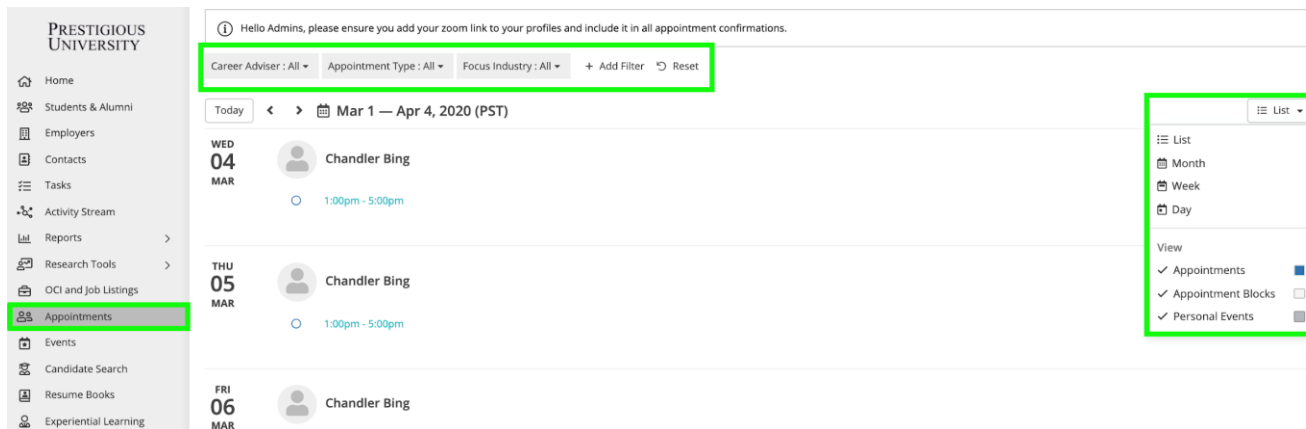 PRESTIGIOUS
UNIVERSITY
Home
Students & Alumni
Employers
Contacts
Tasks
Activity Stream
Reports
Research Tools
OCI and Job Listings
Appointments
Events
Candidate Search
Resume Books
Experiential Learning
Hello Admins, please ensure you add your zoom link to your profiles and include it in all appointment confirmations.
Career Adviser : All Appointment Type : All Focus Industry : All + Add Filter Reset
Today Mar 1 — Apr 4, 2020 (PST)
List
List
Month
Week
Day
View
Appointments
Appointment Blocks
Personal Events
WED
04
MAR
Chandler Bing
1:00pm - 5:00pm
THU
05
MAR
Chandler Bing
1:00pm - 5:00pm
FRI
06
MAR
Chandler Bing